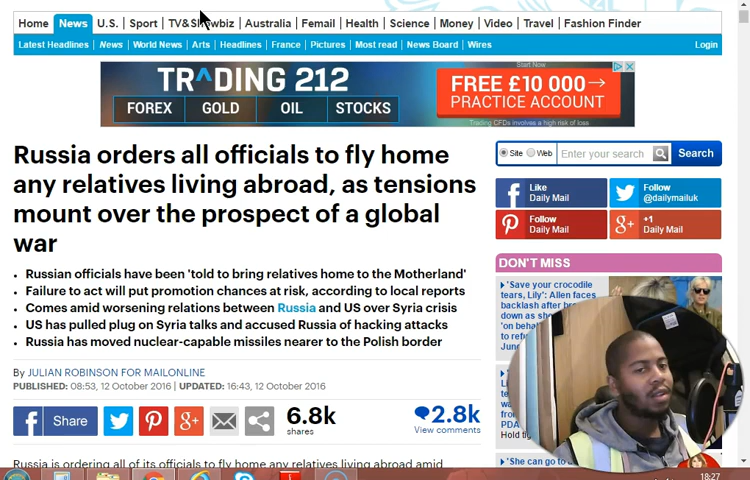 Home News U.S. Sport TV&Showbiz Australia Femail Health Science Money Video Travel Fashion Finder
Latest Headlines News World News Arts Headlines France Pictures Most read News Board Wires Login
Start Now
TRADING 212
FOREX GOLD OIL STOCKS
FREE £10 000→
PRACTICE ACCOUNT
Trading CFDs involves a high risk of loss
Russia orders all officials to fly home
any relatives living abroad, as tensions
mount over the prospect of a global
war
Russian officials have been 'told to bring relatives home to the Motherland'
Failure to act will put promotion chances at risk, according to local reports
Comes amid worsening relations between Russia and US over Syria crisis
US has pulled plug on Syria talks and accused Russia of hacking attacks
Russia has moved nuclear-capable missiles nearer to the Polish border
By JULIAN ROBINSON FOR MAILONLINE
PUBLISHED: 08:53, 12 October 2016 | UPDATED: 16:43, 12 October 2016
Share
6.8k
shares
2.8k
View comments
Russia is ordering all of its officials to fly home any relatives living abroad amid
Site Web Enter your search Search
Like
Daily Mail
Follow
@dailymailuk
Follow
Daily Mail
+1
Daily Mail
DON'T MISS
'Save your crocodile
tears, Lily': Allen faces
backlash after
down as
on
to
June
PDA
Hold
'She can go to
18:27